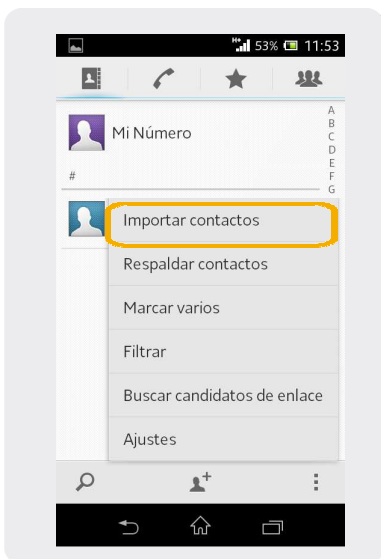 H+ 53% 11:53
A
Mi Número
B
C
D
E
# F
G
Importar contactos
Respaldar contactos
Marcar varios
Filtrar
Buscar candidatos de enlace
Ajustes